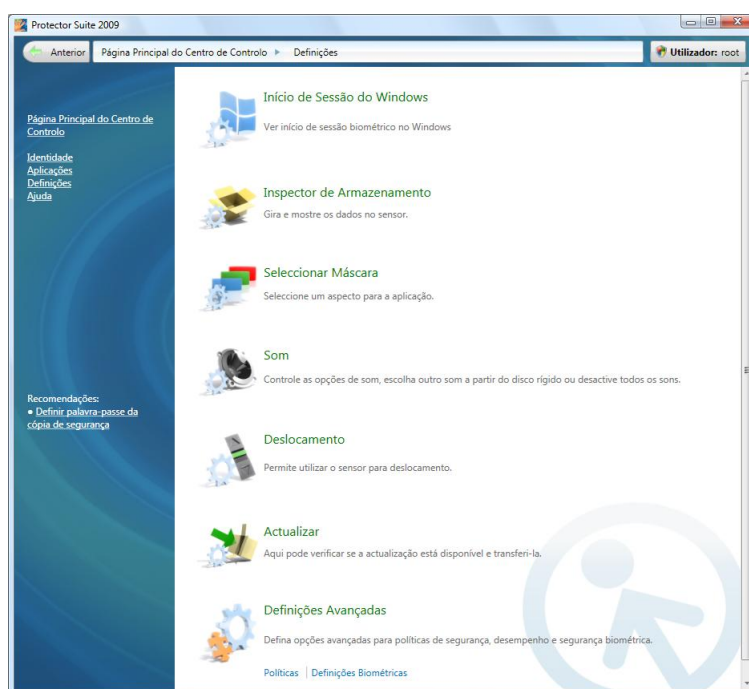 Protector Suite 2009
Anterior
Página Principal do Centro de Controlo
Definições
Utilizador: root
Página Principal do Centro de
Controlo
Identidade
Aplicações
Definições
Ajuda
Recomendações:
• Definir palavra-passe da
cópia de segurança
Início de Sessão do Windows
Ver início de sessão biométrico no Windows
Inspector de Armazenamento
Gira e mostre os dados no sensor.
Seleccionar Máscara
Seleccione um aspecto para a aplicação.
Som
Controle as opções de som, escolha outro som a partir do disco rígido ou desactive todos os sons.
Deslocamento
Permite utilizar o sensor para deslocamento.
Actualizar
Aqui pode verificar se a actualização está disponível e transferi-la.
Definições Avançadas
Defina opções avançadas para políticas de segurança, desempenho e segurança biométrica.
Políticas | Definições Biométricas